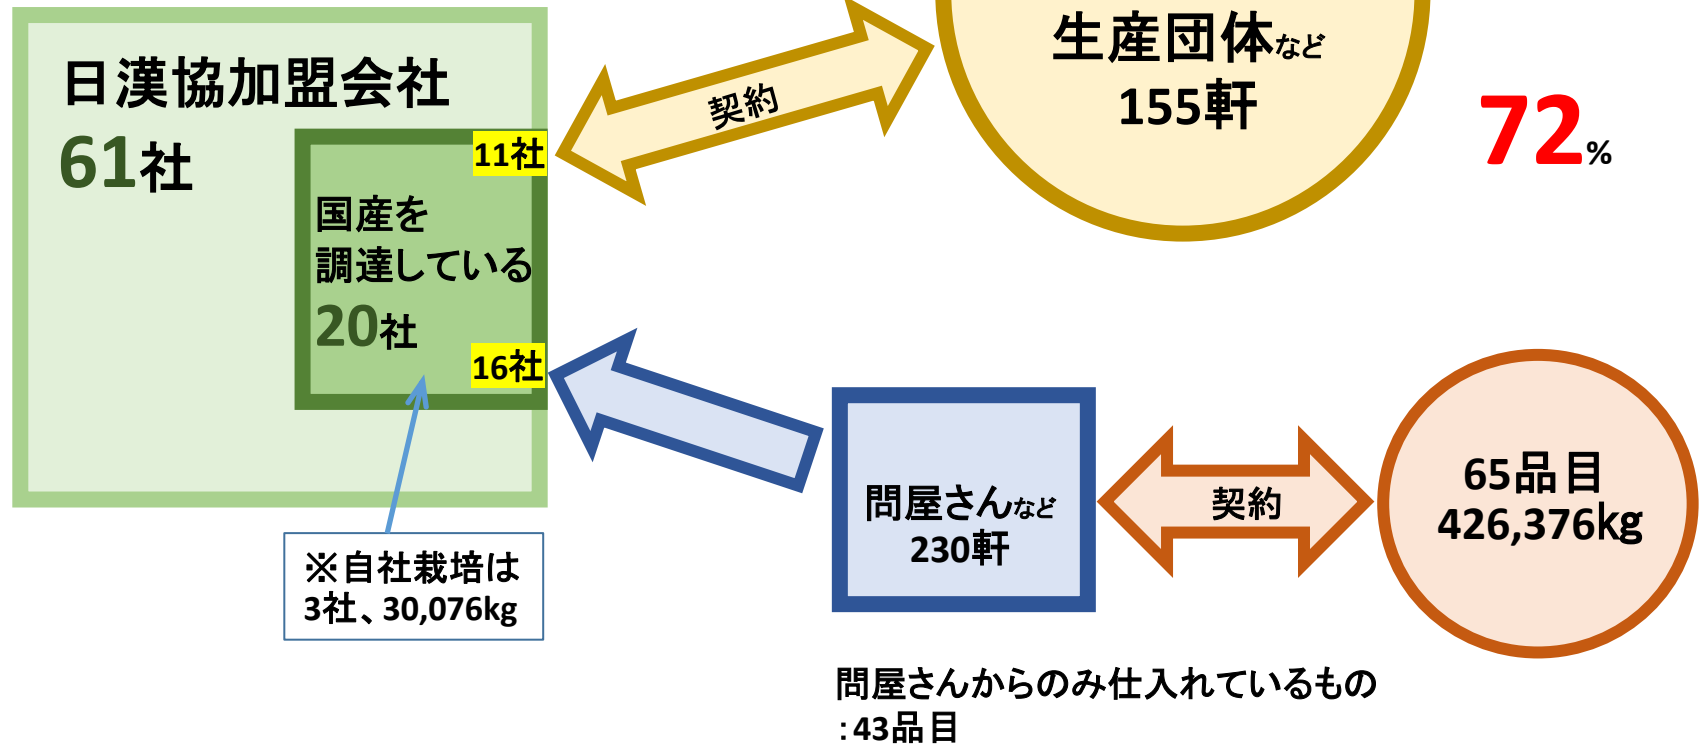 日漢協加盟会社
61社
11社
国産を
調達している
20社
16社
※自社栽培は
3社、30,076kg
契約
生産団体など
155軒
72%
問屋さんなど
230軒
契約
65品目
426,376kg
問屋さんからのみ仕入れているもの
:43品目